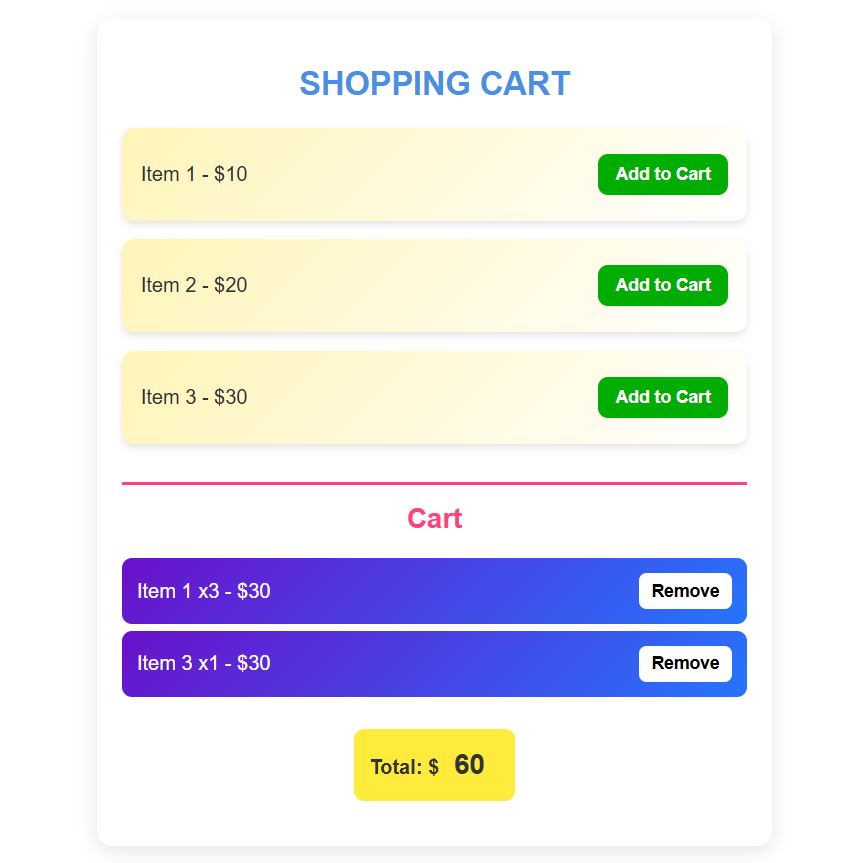 SHOPPING CART
Item 1 - $10 Add to Cart
Item 2 - $20 Add to Cart
Item 3 - $30 Add to Cart
Cart
Item 1 x3 - $30 Remove
Item 3 x1 - $30 Remove
Total: $ 60